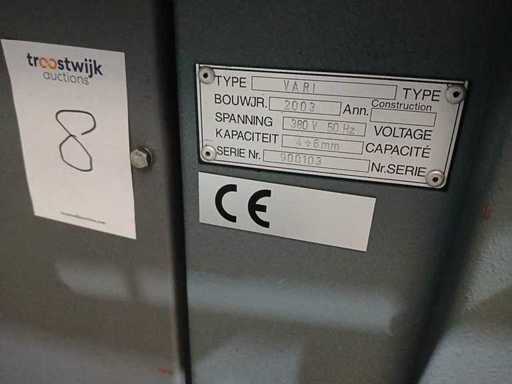 troostwijk
auctions
8
TYPE VARI TYPE
BOUWJR. 2003 Ann. Construction
SPANNING 380 V 50 Hz VOLTAGE
KAPACITEIT 4÷6mm CAPACITÉ
SERIE Nr. 900103 Nr.SERIE
CE